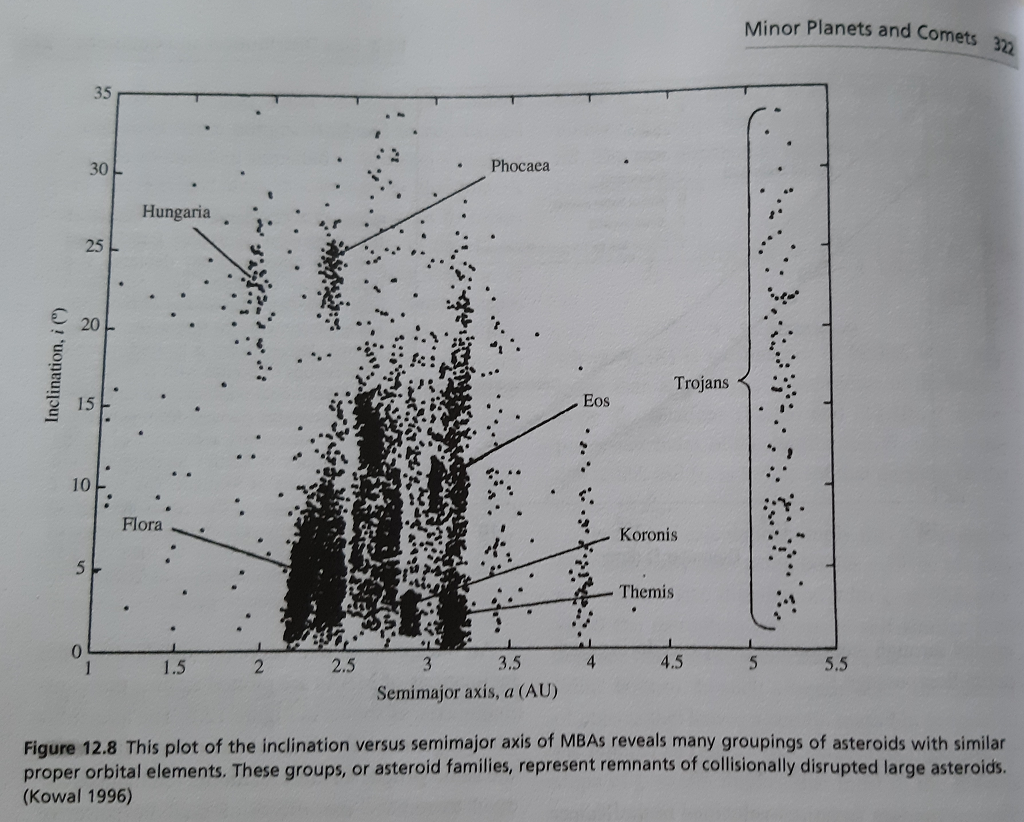 Minor Planets and Comets 322
35
30
25
20
15
10
5
0
Inclination, i (º)
Hungaria
Phocaea
Trojans
Eos
Flora
Koronis
Themis
1 1.5 2 2.5 3 3.5 4 4.5 5 5.5
Semimajor axis, a (AU)
Figure 12.8 This plot of the inclination versus semimajor axis of MBAs reveals many groupings of asteroids with similar
proper orbital elements. These groups, or asteroid families, represent remnants of collisionally disrupted large asteroids.
(Kowal 1996)